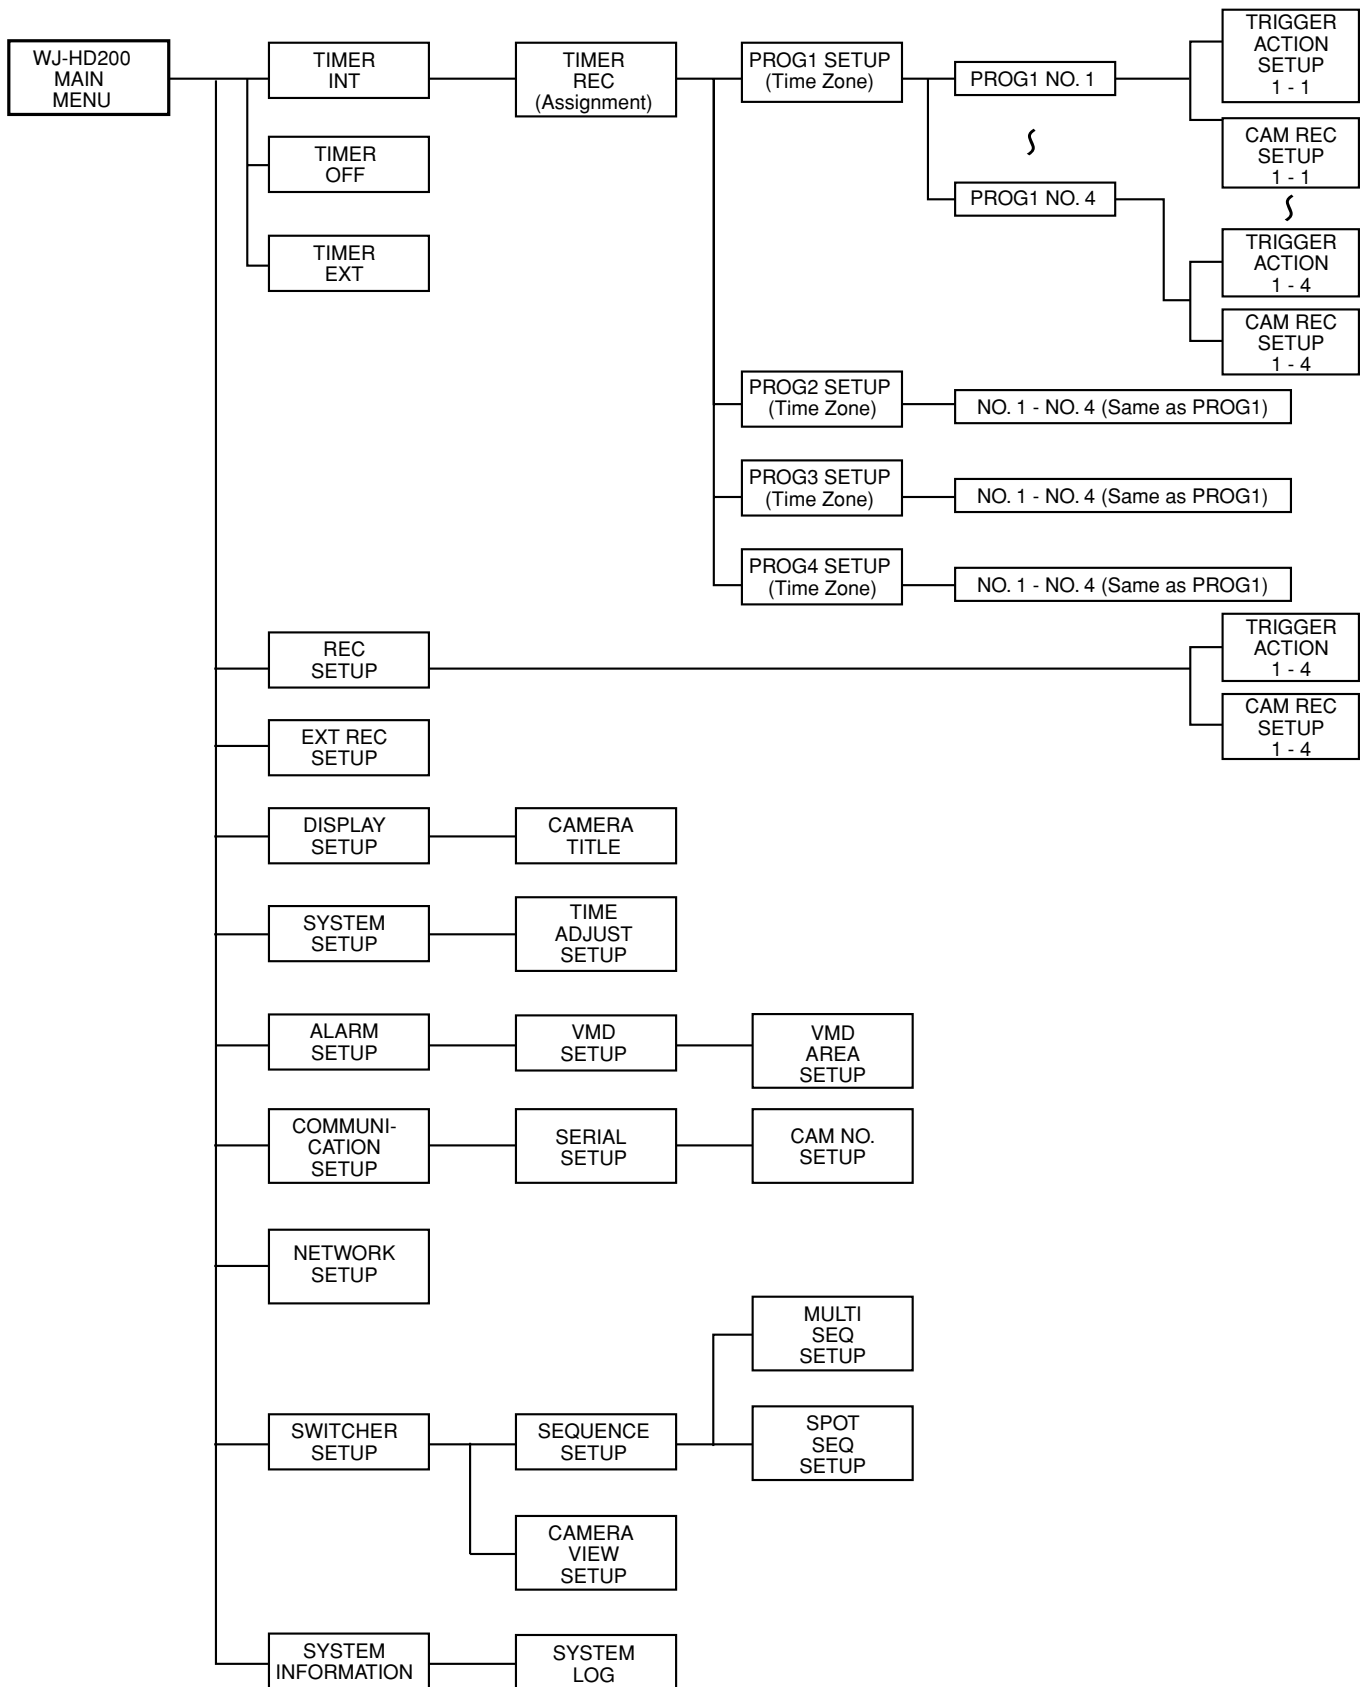 WJ-HD200
MAIN
MENU
TIMER
INT
TIMER
REC
(Assignment)
PROG1 SETUP
(Time Zone)
PROG1 NO. 1
TRIGGER
ACTION
SETUP
1 - 1
CAM REC
SETUP
1 - 1
TIMER
OFF
PROG1 NO. 4
TRIGGER
ACTION
1 - 4
CAM REC
SETUP
1 - 4
TIMER
EXT
PROG2 SETUP
(Time Zone)
NO. 1 - NO. 4 (Same as PROG1)
PROG3 SETUP
(Time Zone)
NO. 1 - NO. 4 (Same as PROG1)
PROG4 SETUP
(Time Zone)
NO. 1 - NO. 4 (Same as PROG1)
REC
SETUP
TRIGGER
ACTION
1 - 4
CAM REC
SETUP
1 - 4
EXT REC
SETUP
DISPLAY
SETUP
CAMERA
TITLE
SYSTEM
SETUP
TIME
ADJUST
SETUP
ALARM
SETUP
VMD
SETUP
VMD
AREA
SETUP
COMMUNI-
CATION
SETUP
SERIAL
SETUP
CAM NO.
SETUP
NETWORK
SETUP
SWITCHER
SETUP
SEQUENCE
SETUP
MULTI
SEQ
SETUP
SPOT
SEQ
SETUP
CAMERA
VIEW
SETUP
SYSTEM
INFORMATION
SYSTEM
LOG